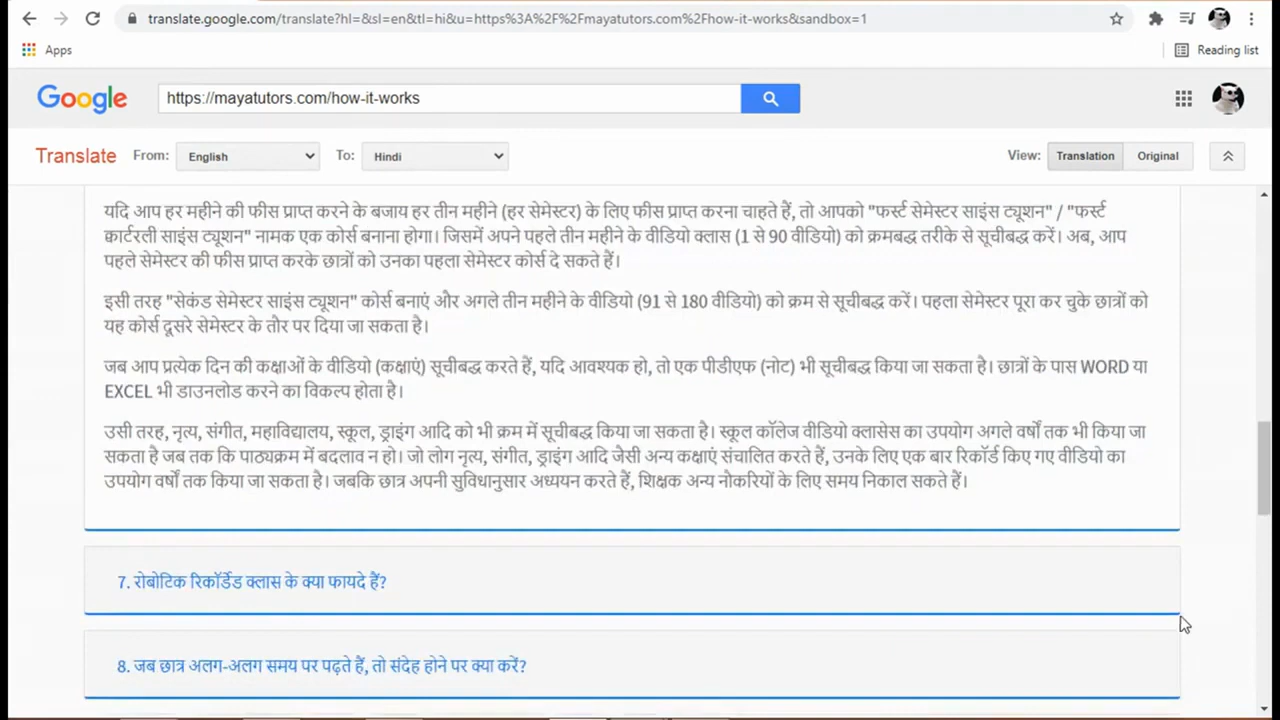 translate.google.com/translate?hl=&sl=en&tl=hi&u=https%3A%2F%2Fmayatutors.com%2Fhow-it-works&sandbox=1
Apps
Reading list
Google
https://mayatutors.com/how-it-works
Translate From: English To: Hindi View: Translation Original
यदि आप हर महीने की फीस प्राप्त करने के बजाय हर तीन महीने (हर सेमेस्टर) के लिए फीस प्राप्त करना चाहते हैं, तो आपको "फर्स्ट सेमेस्टर साइंस ट्यूशन" / "फर्स्ट
क्वार्टरली साइंस ट्यूशन" नामक एक कोर्स बनाना होगा। जिसमें अपने पहले तीन महीने के वीडियो क्लास (1 से 90 वीडियो) को क्रमबद्ध तरीके से सूचीबद्ध करें। अब, आप
पहले सेमेस्टर की फीस प्राप्त करके छात्रों को उनका पहला सेमेस्टर कोर्स दे सकते हैं।
इसी तरह "सेकंड सेमेस्टर साइंस ट्यूशन" कोर्स बनाएं और अगले तीन महीने के वीडियो (91 से 180 वीडियो) को क्रम से सूचीबद्ध करें। पहला सेमेस्टर पूरा कर चुके छात्रों को
यह कोर्स दूसरे सेमेस्टर के तौर पर दिया जा सकता है।
जब आप प्रत्येक दिन की कक्षाओं के वीडियो (कक्षाएं) सूचीबद्ध करते हैं, यदि आवश्यक हो, तो एक पीडीएफ (नोट) भी सूचीबद्ध किया जा सकता है। छात्रों के पास WORD या
EXCEL भी डाउनलोड करने का विकल्प होता है।
उसी तरह, नृत्य, संगीत, महाविद्यालय, स्कूल, ड्राइंग आदि को भी क्रम में सूचीबद्ध किया जा सकता है। स्कूल कॉलेज वीडियो क्लासेस का उपयोग अगले वर्षों तक भी किया जा
सकता है जब तक कि पाठ्यक्रम में बदलाव न हो। जो लोग नृत्य, संगीत, ड्राइंग आदि जैसी अन्य कक्षाएं संचालित करते हैं, उनके लिए एक बार रिकॉर्ड किए गए वीडियो का
उपयोग वर्षों तक किया जा सकता है। जबकि छात्र अपनी सुविधानुसार अध्ययन करते हैं, शिक्षक अन्य नौकरियों के लिए समय निकाल सकते हैं।
7. रोबोटिक रिकॉर्डेड क्लास के क्या फायदे हैं?
8. जब छात्र अलग-अलग समय पर पढ़ते हैं, तो संदेह होने पर क्या करें?